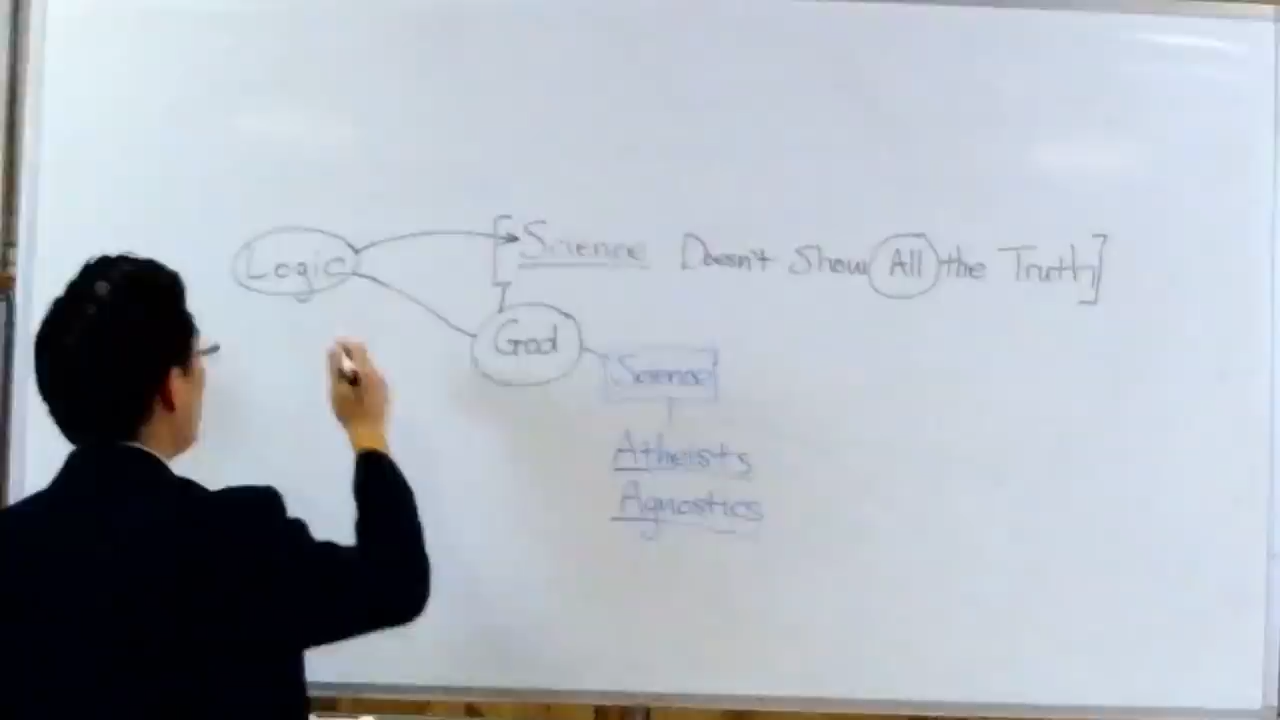 Logic
Science Doesn't Show All the Truth
God
Science
Atheists
Agnostics